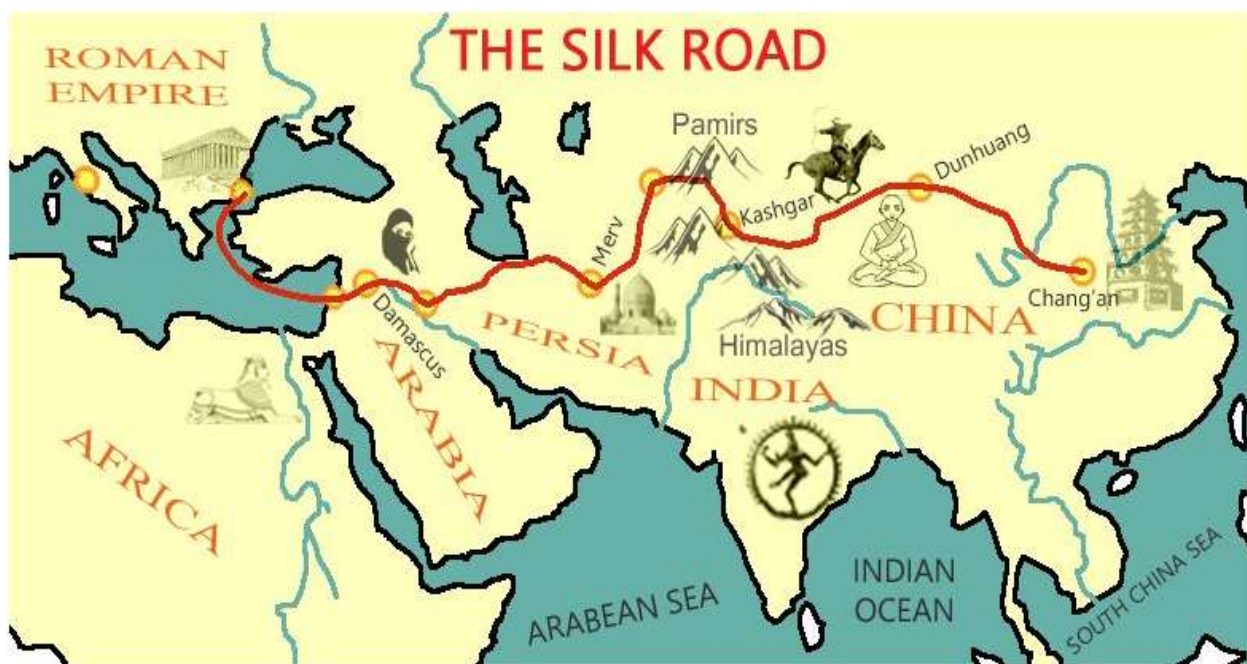 THE SILK ROAD
ROMAN
EMPIRE
Pamirs
Dunhuang
Kashgar
Merv
Chang'an
Damascus
PERSIA
CHINA
Himalayas
ARABIA
INDIA
AFRICA
ARABEAN SEA
INDIAN
OCEAN
SOUTH CHINA SEA